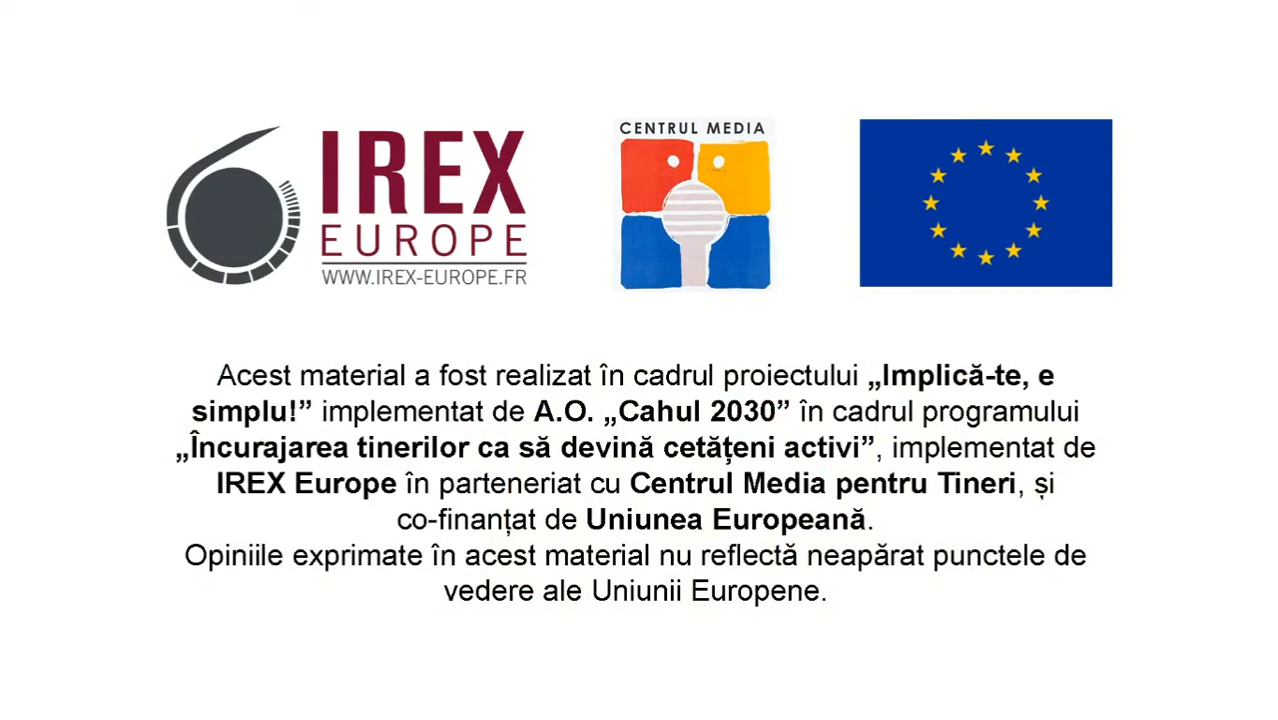 IREX
EUROPE
WWW.IREX-EUROPE.FR
CENTRUL MEDIA
Acest material a fost realizat în cadrul proiectului „Implică-te, e
simplu!” implementat de A.O. „Cahul 2030” în cadrul programului
„Încurajarea tinerilor ca să devină cetățeni activi”, implementat de
IREX Europe în parteneriat cu Centrul Media pentru Tineri, și
co-finanțat de Uniunea Europeană.
Opiniile exprimate în acest material nu reflectă neapărat punctele de
vedere ale Uniunii Europene.